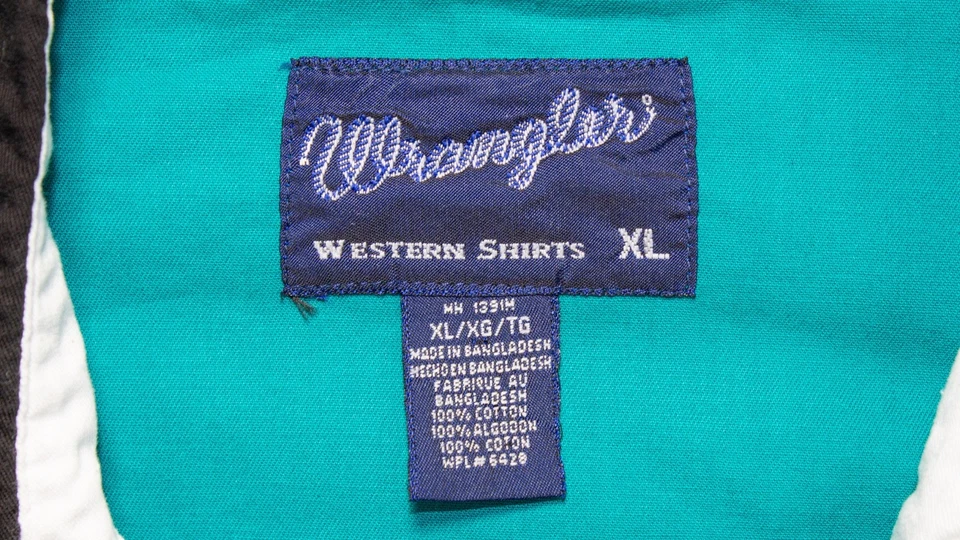 Wrangler®
WESTERN SHIRTS XL
MH 1391M
XL/XG/TG
MADE IN BANGLADESH
HECHO EN BANGLADESH
FABRIQUE AU
BANGLADESH
100% COTTON
100% ALGODON
100% COTON
WPL# 6428